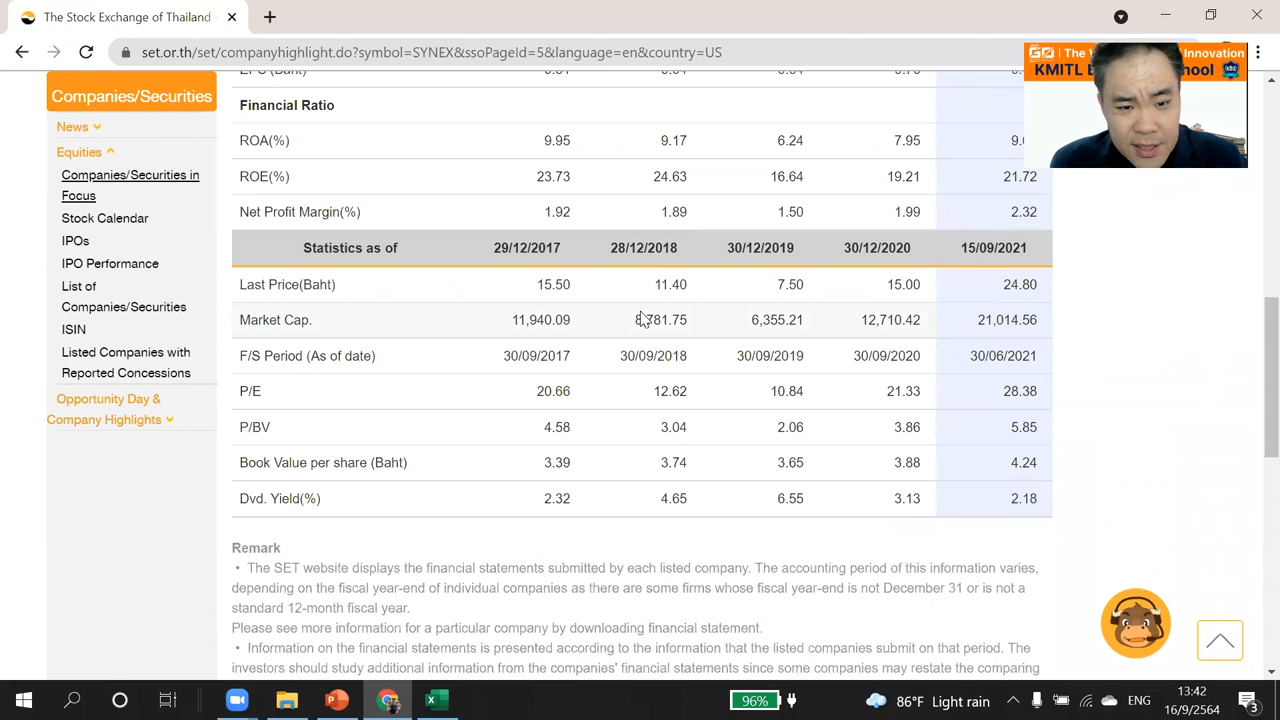 The Stock Exchange of Thailand
set.or.th/set/companyhighlight.do?symbol=SYNEX&ssoPageId=5&language=en&country=US
The W Innovation
KMITL B hool
Companies/Securities
News
Equities
Companies/Securities in
Focus
Stock Calendar
IPOs
IPO Performance
List of
Companies/Securities
ISIN
Listed Companies with
Reported Concessions
Opportunity Day &
Company Highlights
Financial Ratio
ROA(%) 9.95 9.17 6.24 7.95 9.
ROE(%) 23.73 24.63 16.64 19.21 21.72
Net Profit Margin(%) 1.92 1.89 1.50 1.99 2.32
Statistics as of 29/12/2017 28/12/2018 30/12/2019 30/12/2020 15/09/2021
Last Price(Baht) 15.50 11.40 7.50 15.00 24.80
Market Cap. 11,940.09 8,781.75 6,355.21 12,710.42 21,014.56
F/S Period (As of date) 30/09/2017 30/09/2018 30/09/2019 30/09/2020 30/06/2021
P/E 20.66 12.62 10.84 21.33 28.38
P/BV 4.58 3.04 2.06 3.86 5.85
Book Value per share (Baht) 3.39 3.74 3.65 3.88 4.24
Dvd. Yield(%) 2.32 4.65 6.55 3.13 2.18
Remark
• The SET website displays the financial statements submitted by each listed company. The accounting period of this information varies,
depending on the fiscal year-end of individual companies as there are some firms whose fiscal year-end is not December 31 or is not a
standard 12-month fiscal year.
Please see more information for a particular company by downloading financial statement.
• Information on the financial statements is presented according to the information that the listed companies submit on that period. The
investors should study additional information from the companies' financial statements since some companies may restate the comparing
96%
86°F Light rain
ENG
13:42
16/9/2564
3